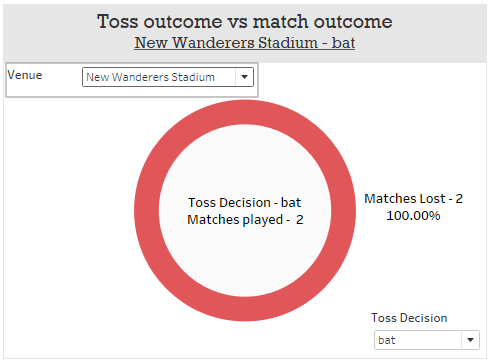 Toss outcome vs match outcome
New Wanderers Stadium - bat
Venue
New Wanderers Stadium
Toss Decision - bat
Matches played - 2
Matches Lost - 2
100.00%
Toss Decision
bat